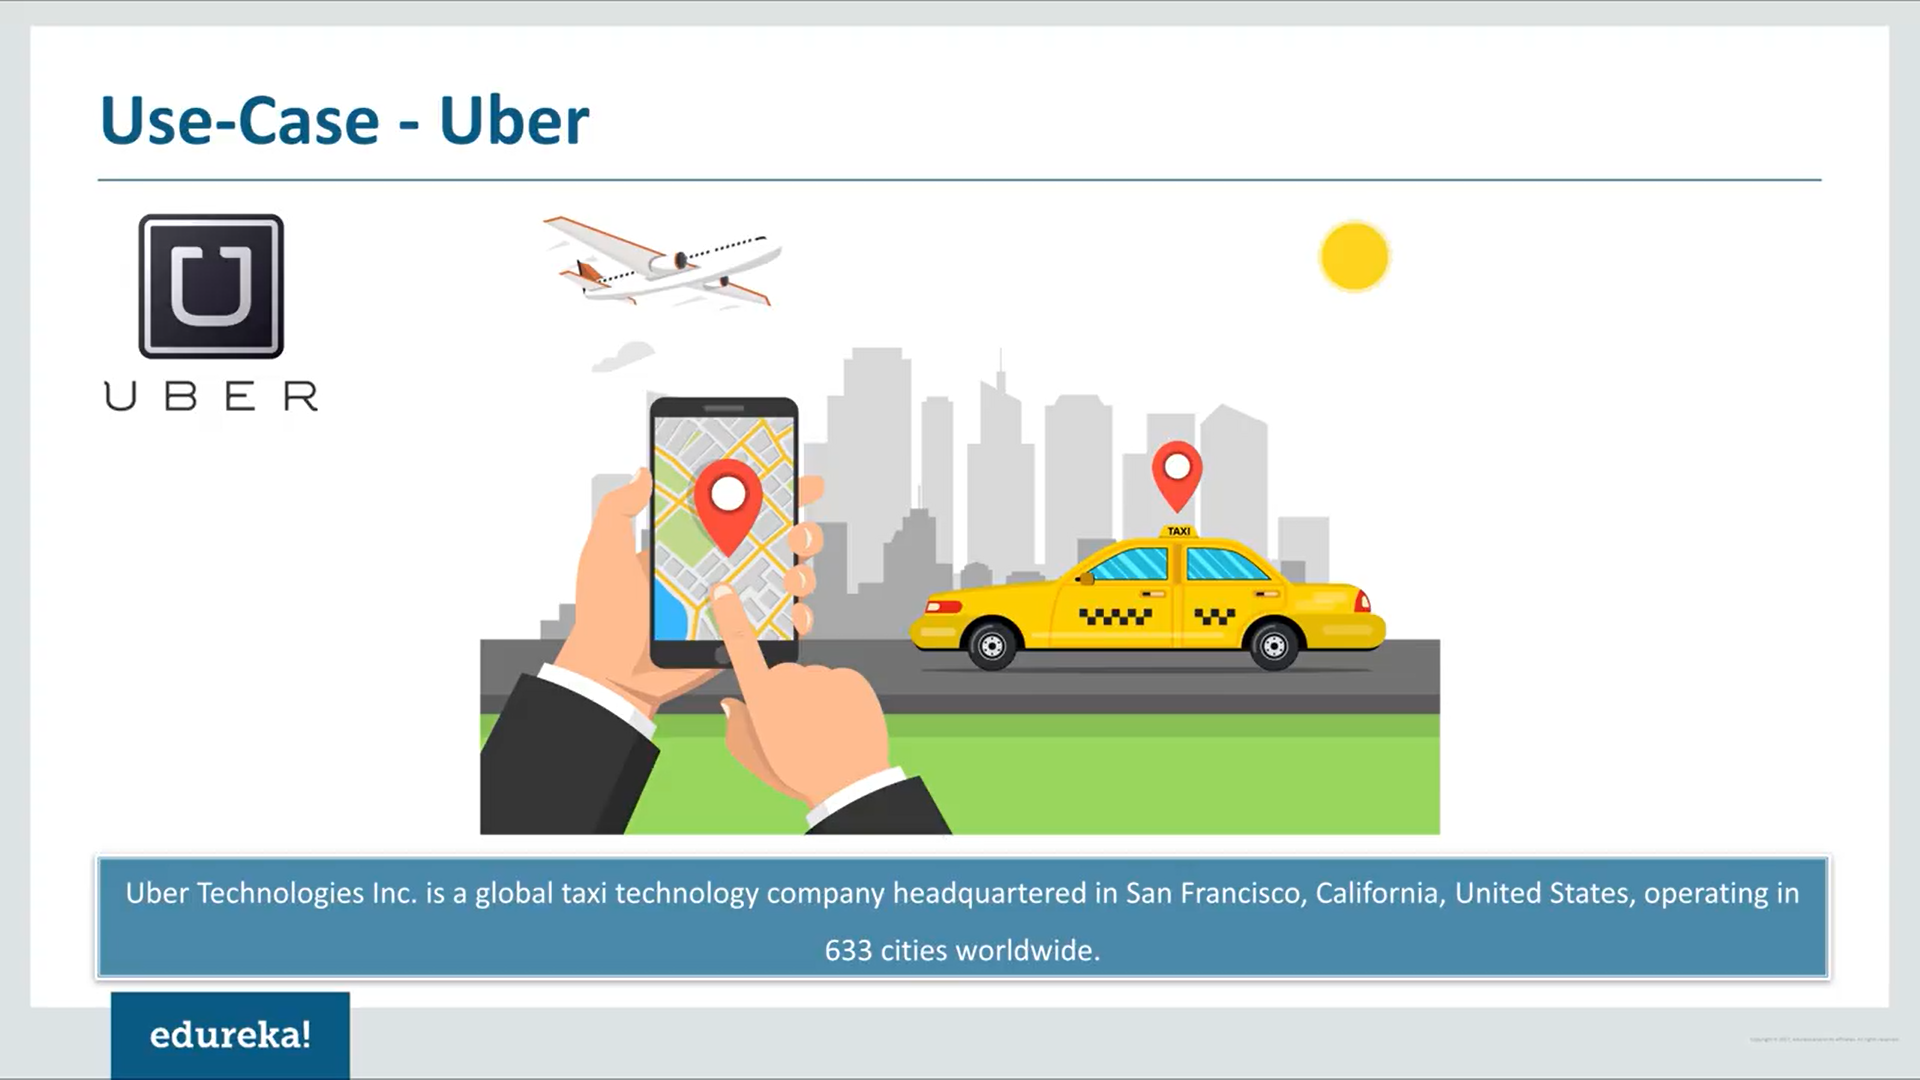 Use-Case - Uber
UBER
TAXI
Uber Technologies Inc. is a global taxi technology company headquartered in San Francisco, California, United States, operating in
633 cities worldwide.
edureka!